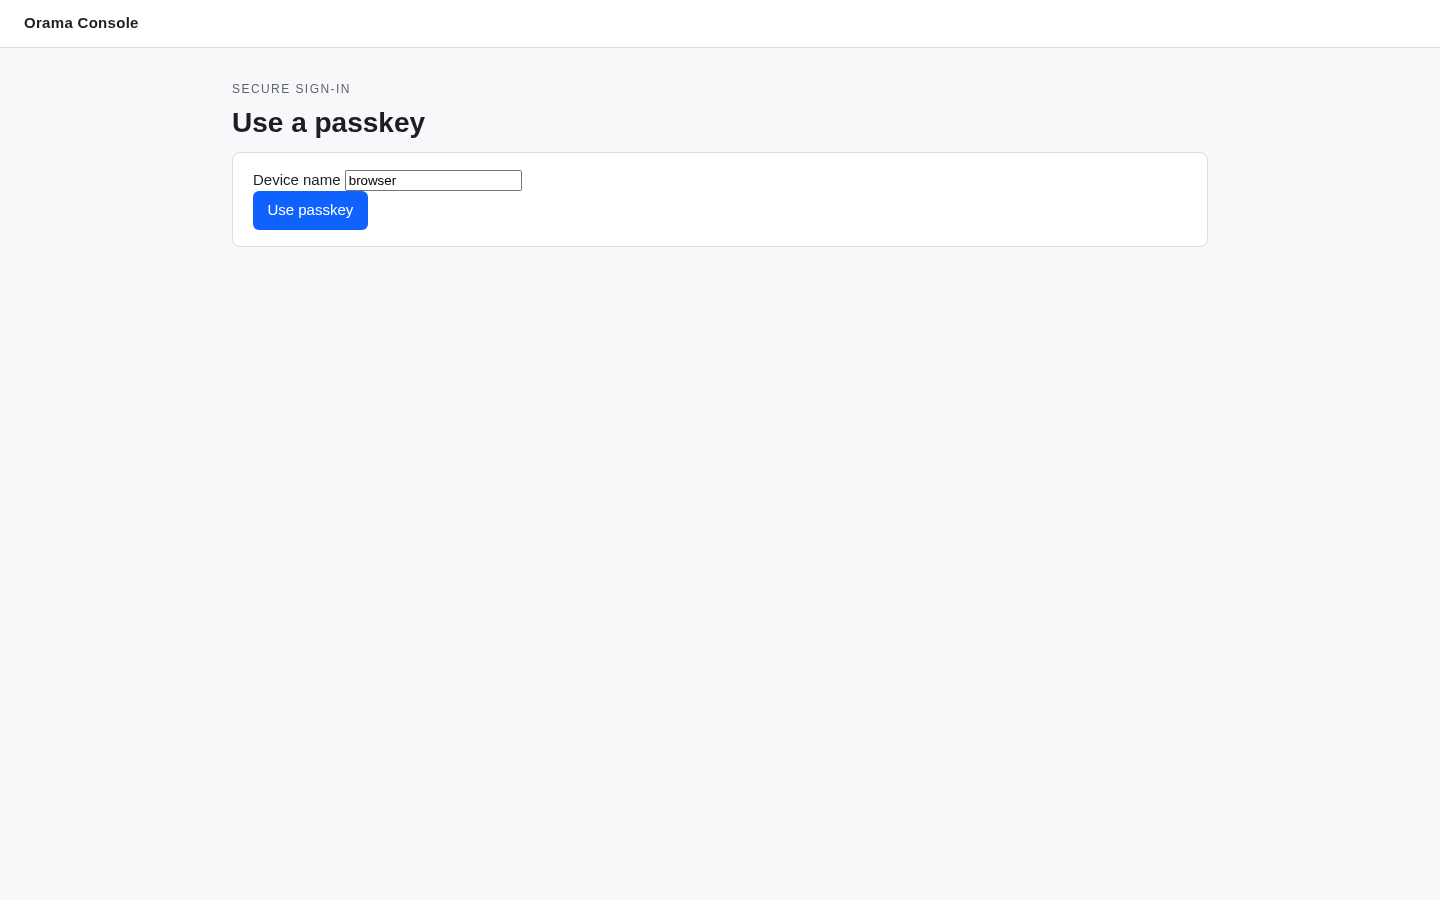 Orama Console
SECURE SIGN-IN
Use a passkey
Device name browser
Use passkey